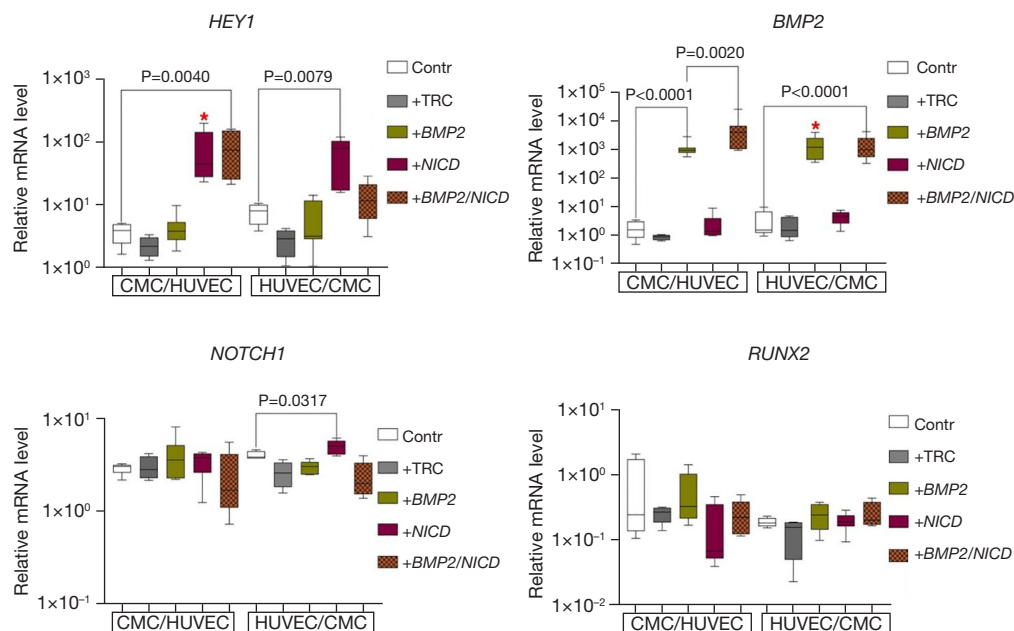 HEY1
Relative mRNA level
1×10³
1×10²
1×10¹
1×10⁰
P=0.0040
P=0.0079
*
CMC/HUVEC
HUVEC/CMC
Contr
+TRC
+BMP2
+NICD
+BMP2/NICD
BMP2
Relative mRNA level
1×10⁵
1×10⁴
1×10³
1×10²
1×10¹
1×10⁰
1×10⁻¹
P=0.0020
P<0.0001
P<0.0001
*
CMC/HUVEC
HUVEC/CMC
Contr
+TRC
+BMP2
+NICD
+BMP2/NICD
NOTCH1
Relative mRNA level
1×10¹
1×10⁰
1×10⁻¹
P=0.0317
CMC/HUVEC
HUVEC/CMC
Contr
+TRC
+BMP2
+NICD
+BMP2/NICD
RUNX2
Relative mRNA level
1×10¹
1×10⁰
1×10⁻¹
1×10⁻²
CMC/HUVEC
HUVEC/CMC
Contr
+TRC
+BMP2
+NICD
+BMP2/NICD